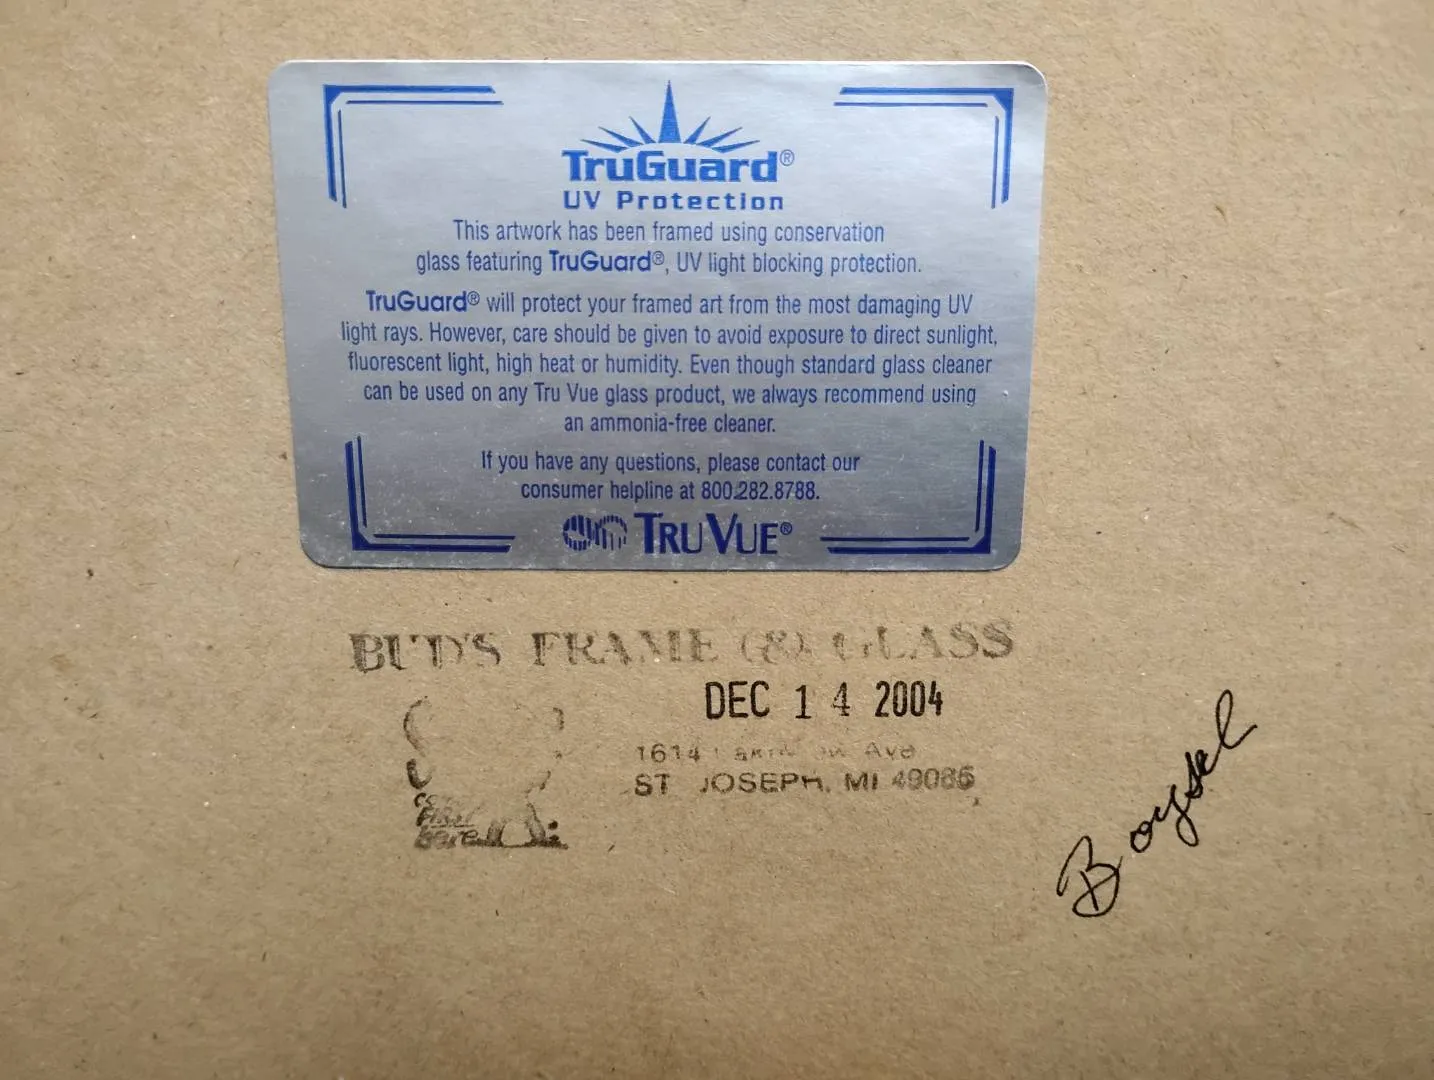 TruGuard®
UV Protection
This artwork has been framed using conservation
glass featuring TruGuard®, UV light blocking protection.
TruGuard® will protect your framed art from the most damaging UV
light rays. However, care should be given to avoid exposure to direct sunlight,
fluorescent light, high heat or humidity. Even though standard glass cleaner
can be used on any Tru Vue glass product, we always recommend using
an ammonia-free cleaner.
If you have any questions, please contact our
consumer helpline at 800.282.8788.
TRU VUE®
BUD'S FRAME (&) GLASS
DEC 14 2004
1614 Ave
ST JOSEPH, MI 49085
FIRST